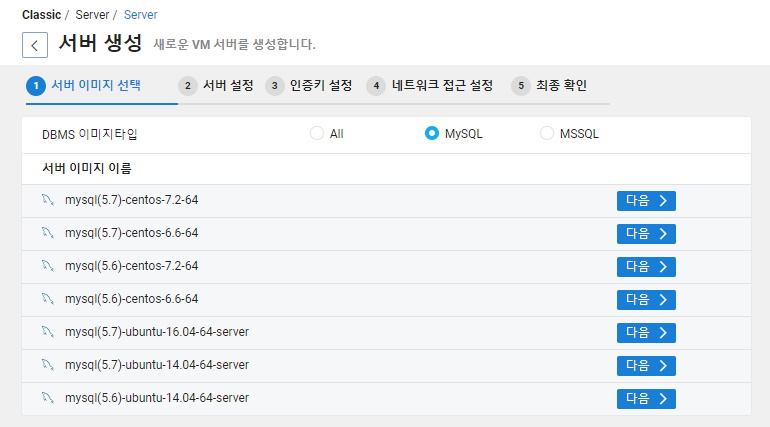 Classic / Server / Server
서버 생성 새로운 VM 서버를 생성합니다.
1 서버 이미지 선택 2 서버 설정 3 인증키 설정 4 네트워크 접근 설정 5 최종 확인
DBMS 이미지타입 All MySQL MSSQL
서버 이미지 이름
mysql(5.7)-centos-7.2-64 다음
mysql(5.7)-centos-6.6-64 다음
mysql(5.6)-centos-7.2-64 다음
mysql(5.6)-centos-6.6-64 다음
mysql(5.7)-ubuntu-16.04-64-server 다음
mysql(5.7)-ubuntu-14.04-64-server 다음
mysql(5.6)-ubuntu-14.04-64-server 다음